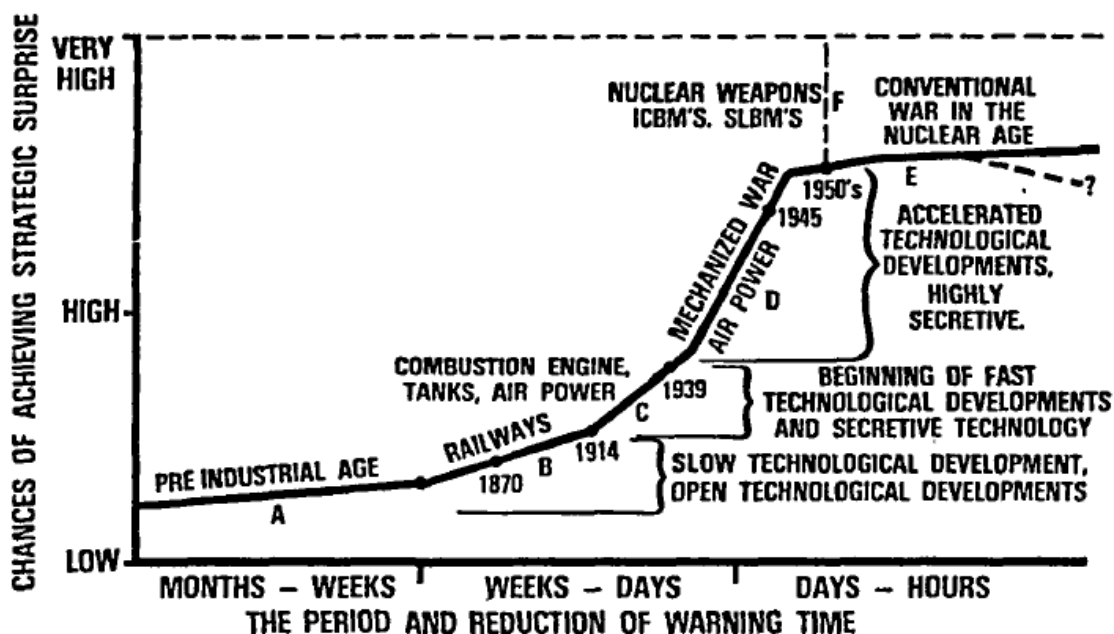 CHANCES OF ACHIEVING STRATEGIC SURPRISE
VERY
HIGH
HIGH
LOW
NUCLEAR WEAPONS
ICBM'S. SLBM'S
F
CONVENTIONAL
WAR IN THE
NUCLEAR AGE
E
?
1950's
1945
MECHANIZED WAR
AIR POWER
D
ACCELERATED
TECHNOLOGICAL
DEVELOPMENTS,
HIGHLY
SECRETIVE.
COMBUSTION ENGINE,
TANKS, AIR POWER
1939
C
BEGINNING OF FAST
TECHNOLOGICAL DEVELOPMENTS
AND SECRETIVE TECHNOLOGY
RAILWAYS
1914
B
1870
SLOW TECHNOLOGICAL DEVELOPMENT,
OPEN TECHNOLOGICAL DEVELOPMENTS
PRE INDUSTRIAL AGE
A
MONTHS – WEEKS
WEEKS – DAYS
DAYS – HOURS
THE PERIOD AND REDUCTION OF WARNING TIME